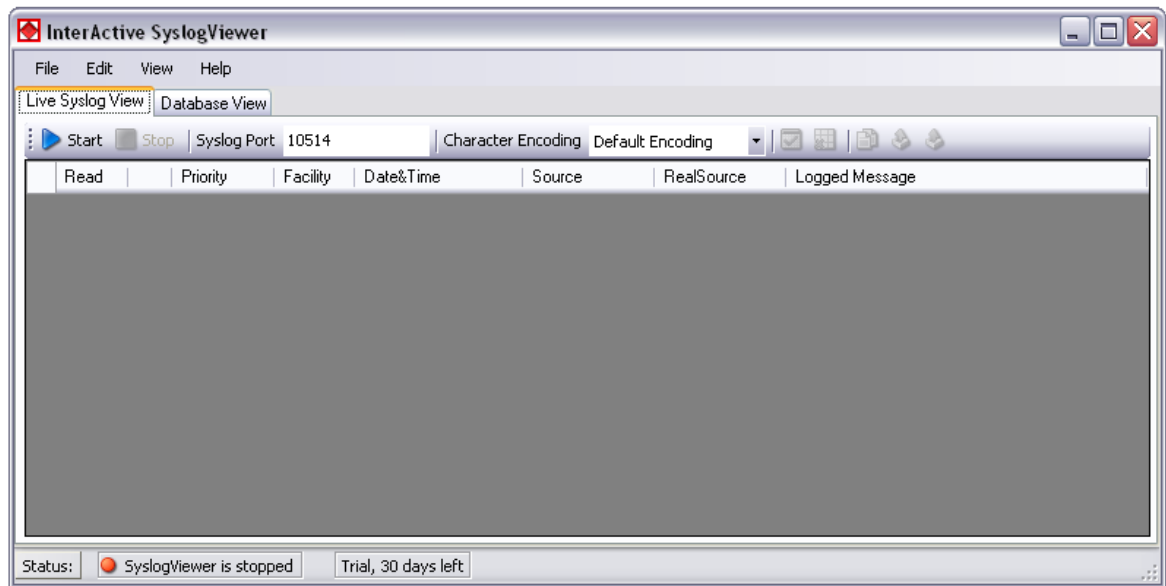 InterActive SyslogViewer
File Edit View Help
Live Syslog View Database View
Start Stop Syslog Port 10514 Character Encoding Default Encoding
Read Priority Facility Date&Time Source RealSource Logged Message
Status: SyslogViewer is stopped Trial, 30 days left